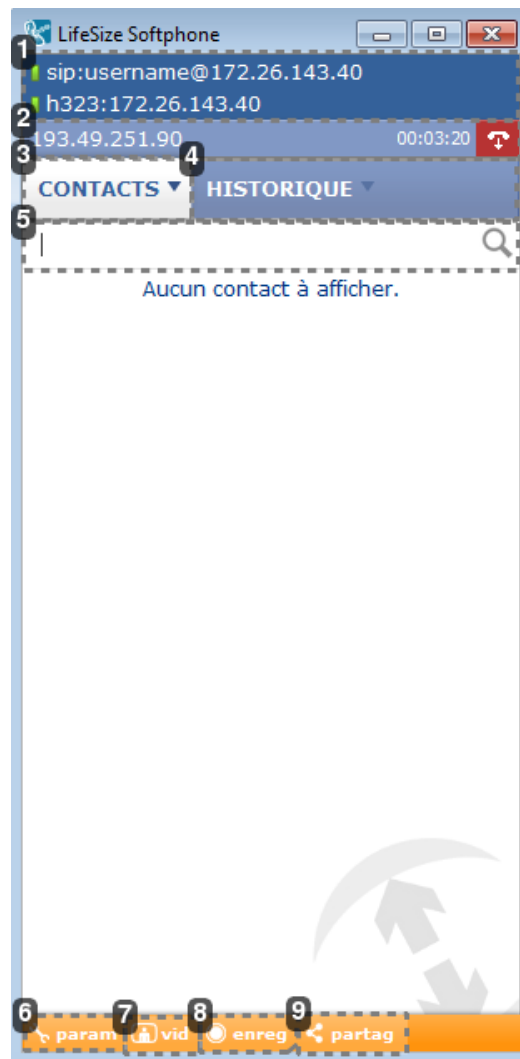 LifeSize Softphone
1
sip:username@172.26.143.40
h323:172.26.143.40
2
193.49.251.90 00:03:20
3 4
CONTACTS HISTORIQUE
5
Aucun contact à afficher.
6 7 8 9
param vid enreg partag